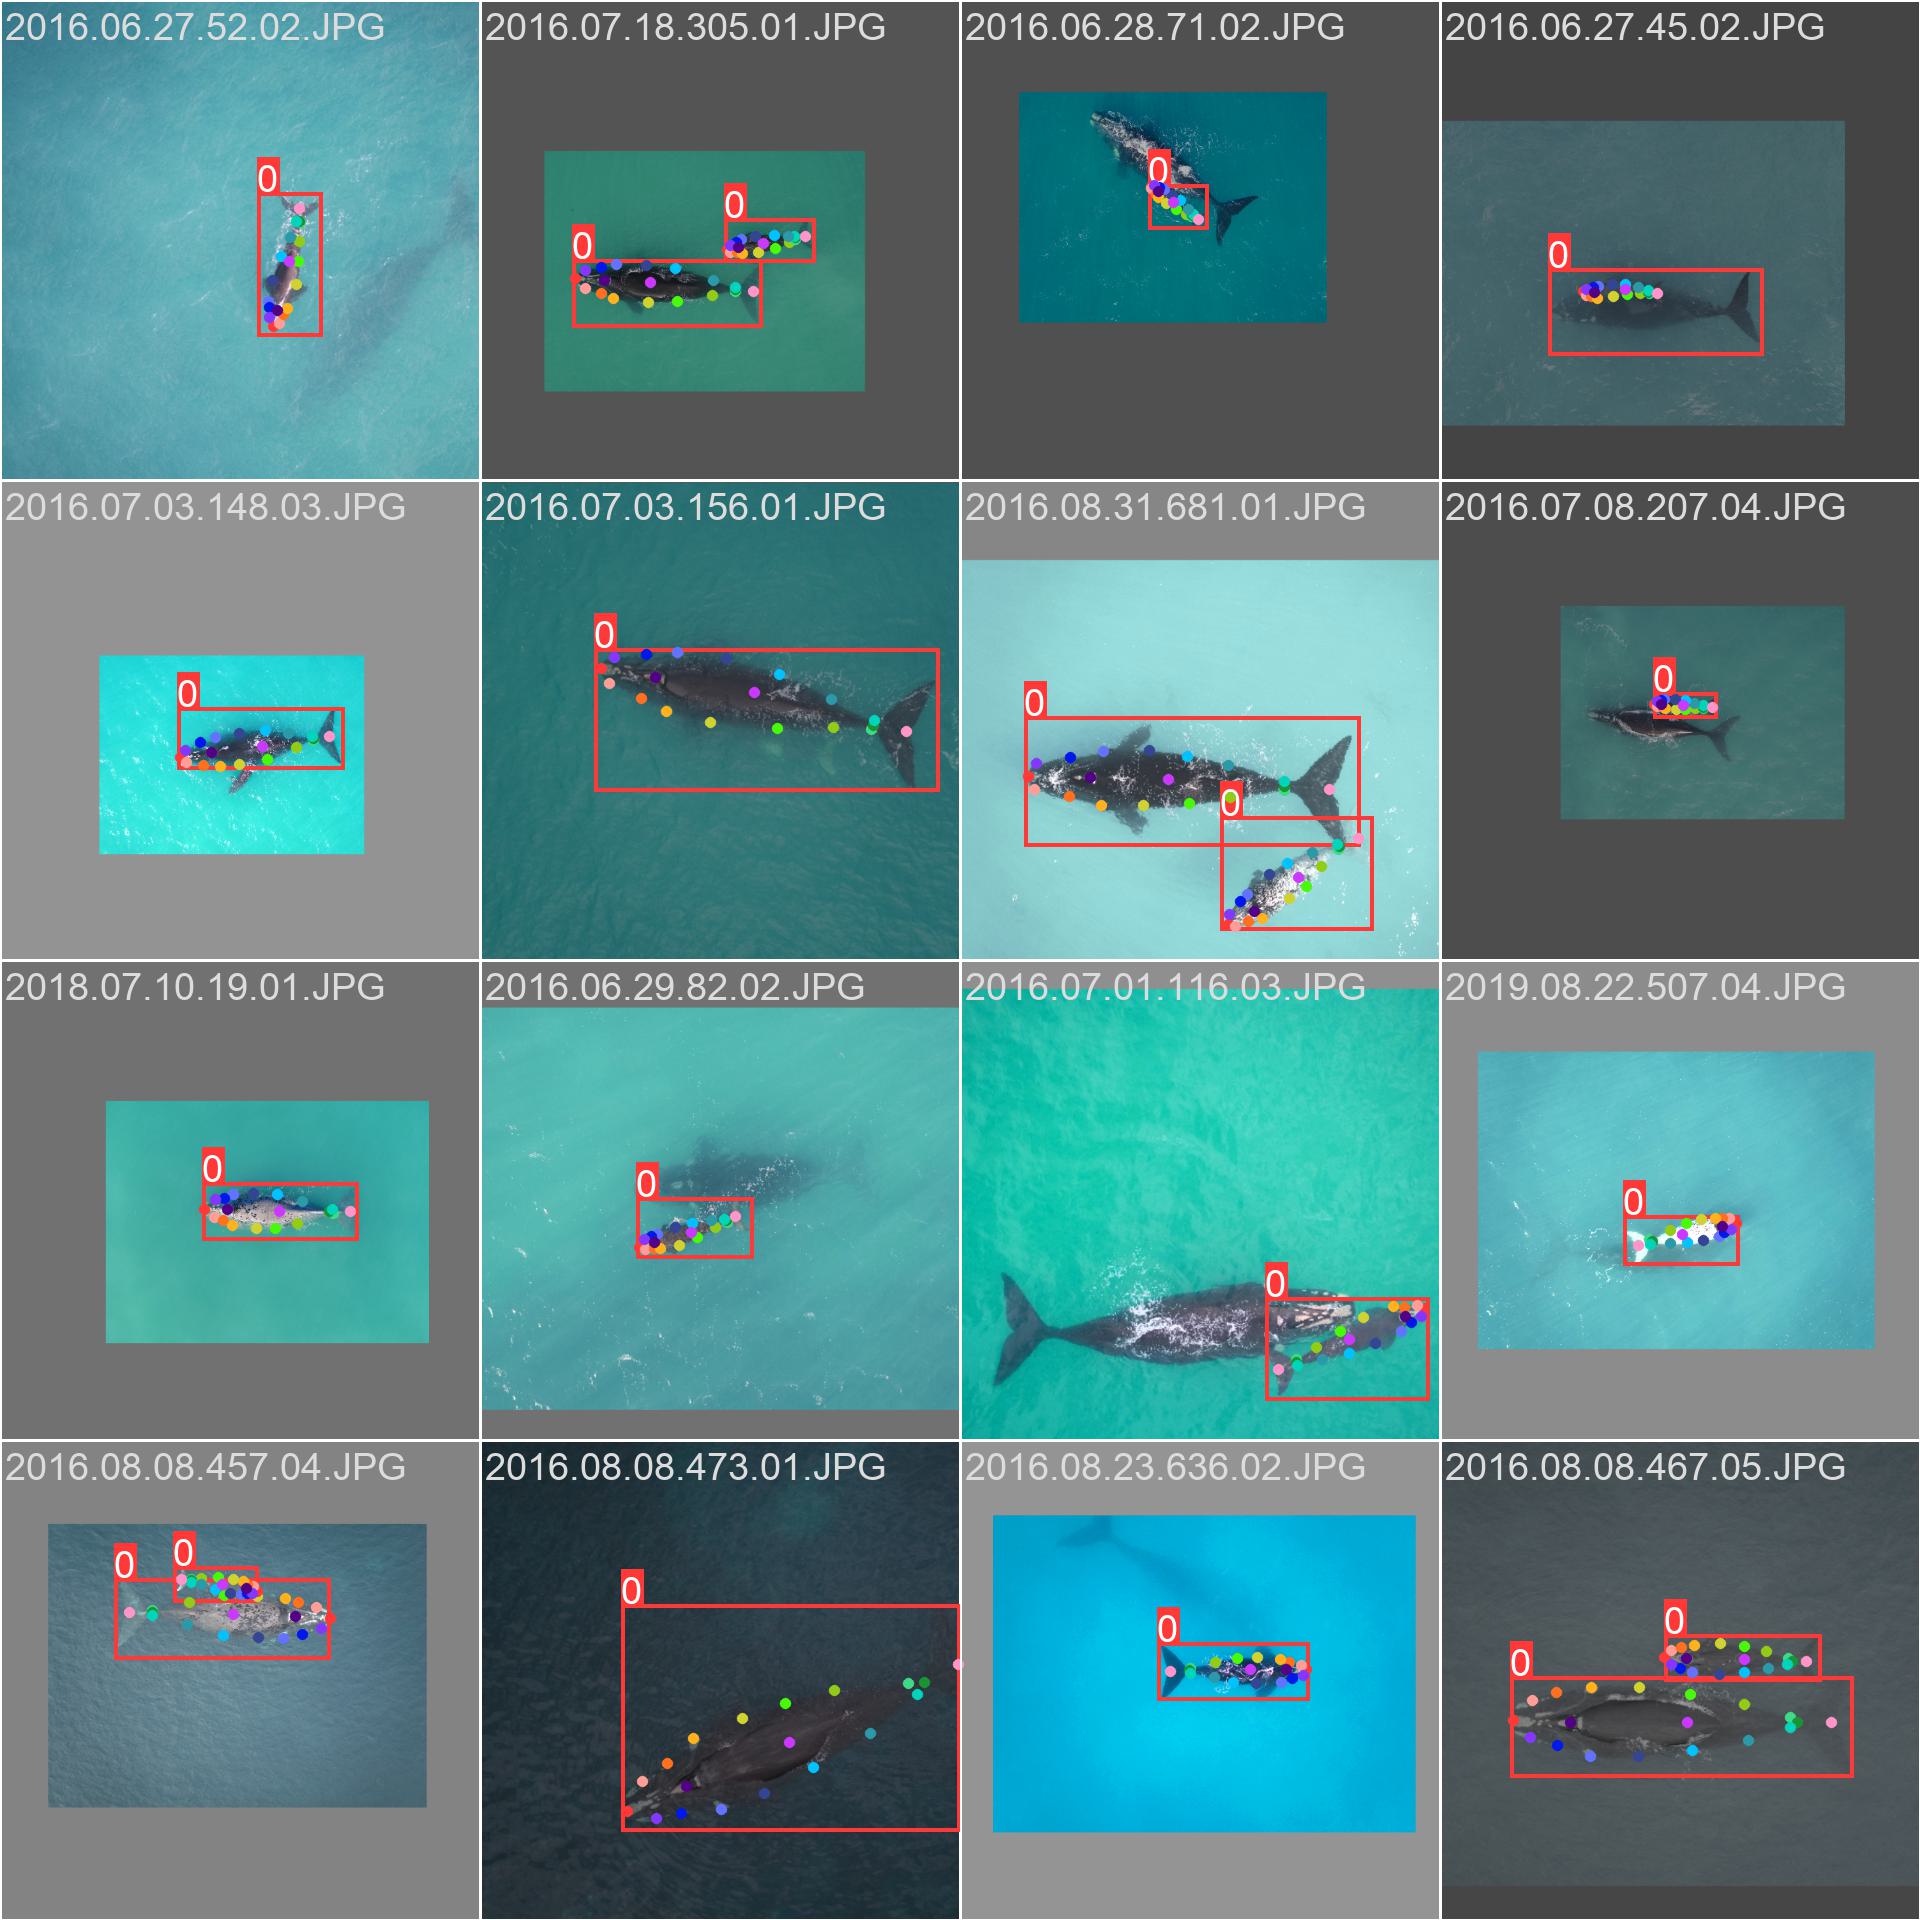 2016.06.27.52.02.JPG
2016.07.18.305.01.JPG
2016.06.28.71.02.JPG
2016.06.27.45.02.JPG
0
0
0
0
0
2016.07.03.148.03.JPG
2016.07.03.156.01.JPG
2016.08.31.681.01.JPG
2016.07.08.207.04.JPG
0
0
0
0
0
2018.07.10.19.01.JPG
2016.06.29.82.02.JPG
2016.07.01.116.03.JPG
2019.08.22.507.04.JPG
0
0
0
0
2016.08.08.457.04.JPG
2016.08.08.473.01.JPG
2016.08.23.636.02.JPG
2016.08.08.467.05.JPG
0
0
0
0
0
0